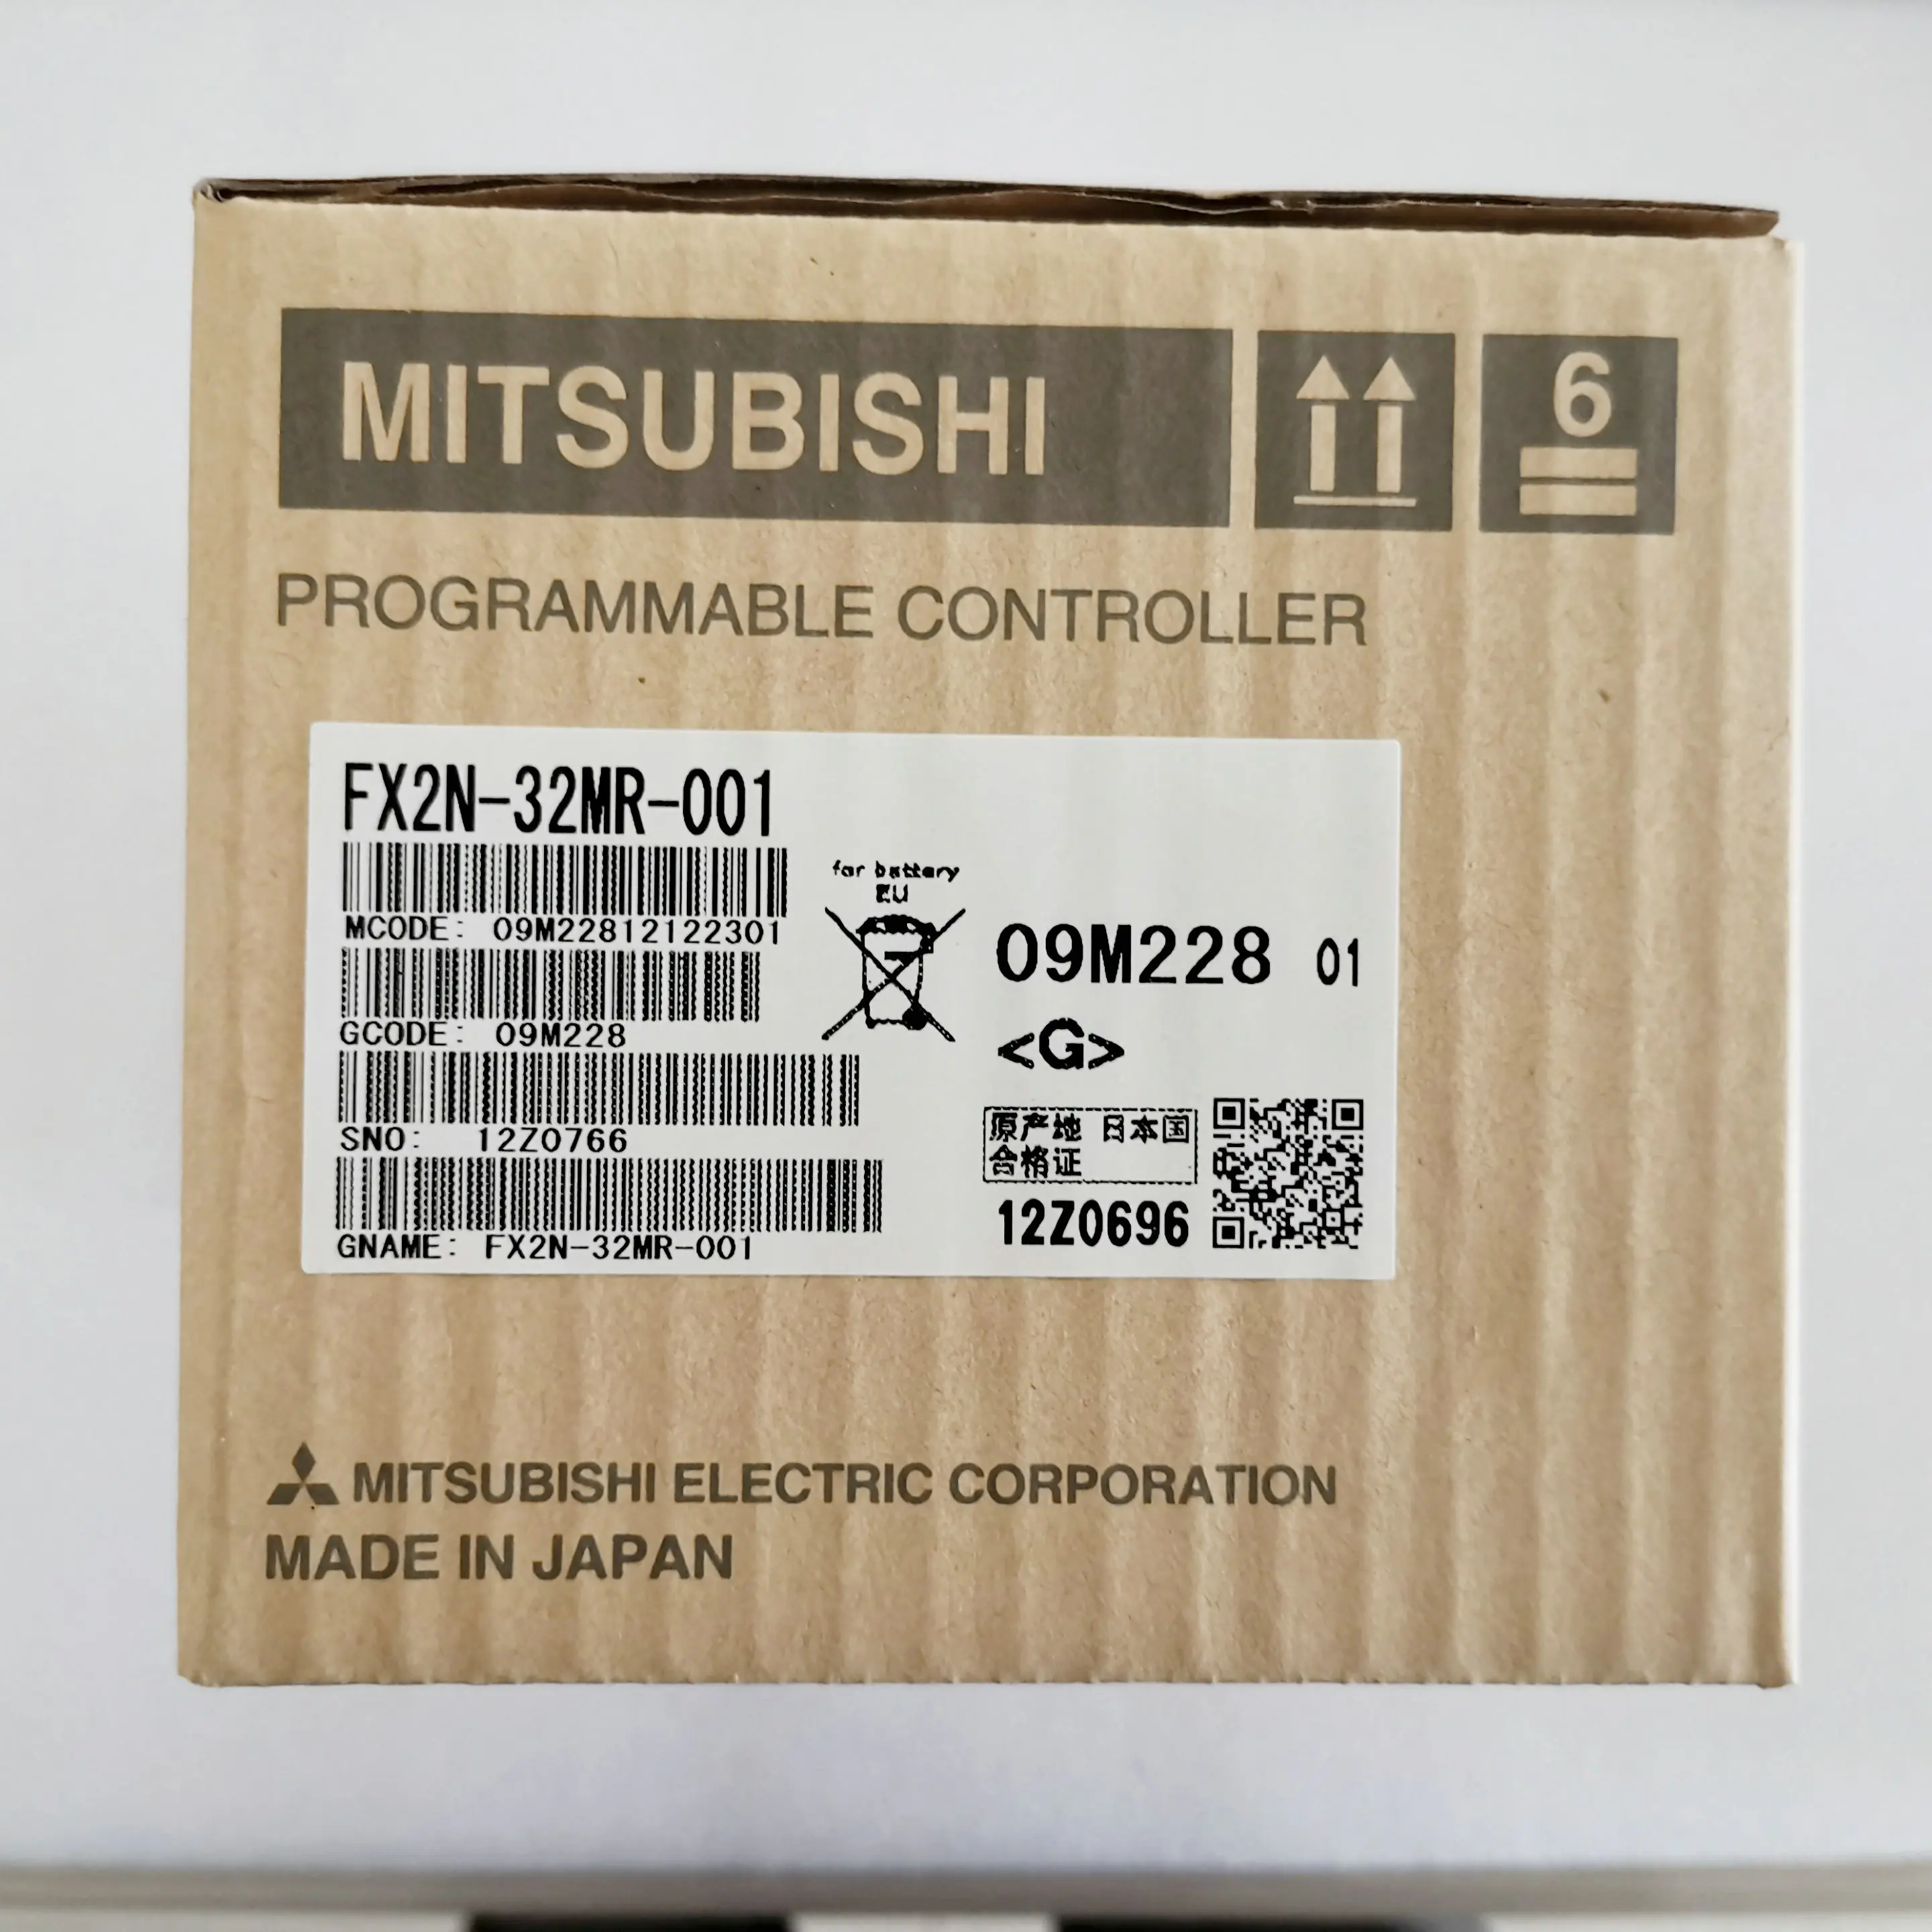 MITSUBISHI
6
PROGRAMMABLE CONTROLLER
FX2N-32MR-001
MCODE: 09M22812122301
GCODE: 09M228
SNO: 12Z0766
GNAME: FX2N-32MR-001
for battery
EU
09M228 01
<G>
原产地 日本国
合格证
12Z0696
MITSUBISHI ELECTRIC CORPORATION
MADE IN JAPAN